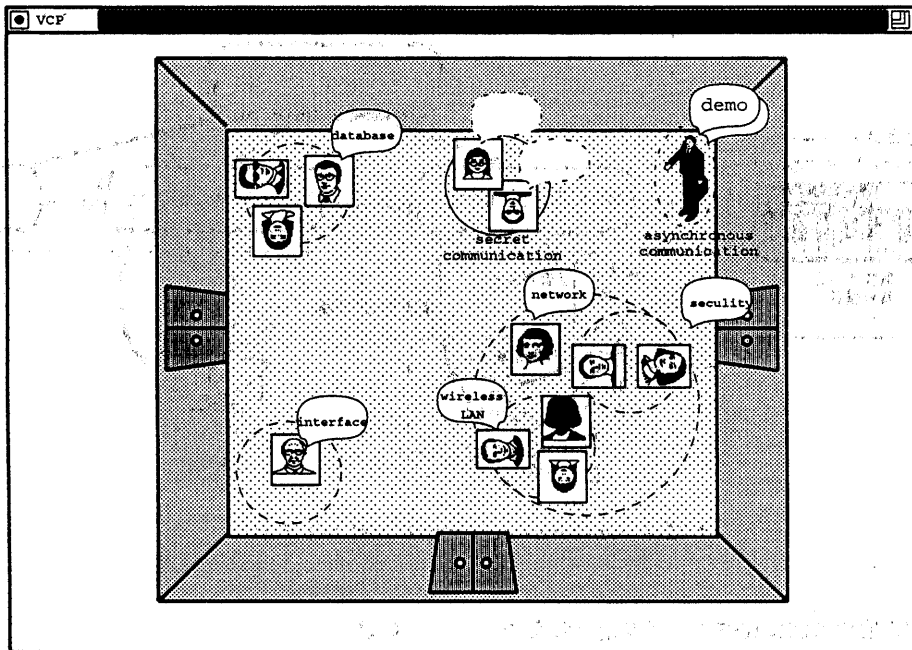 VCP
demo
database
secret
communication
asynchronous
communication
network
seculity
wireless
LAN
interface